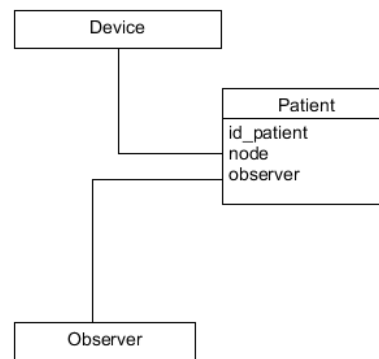 Device
Patient
id_patient
node
observer
Observer